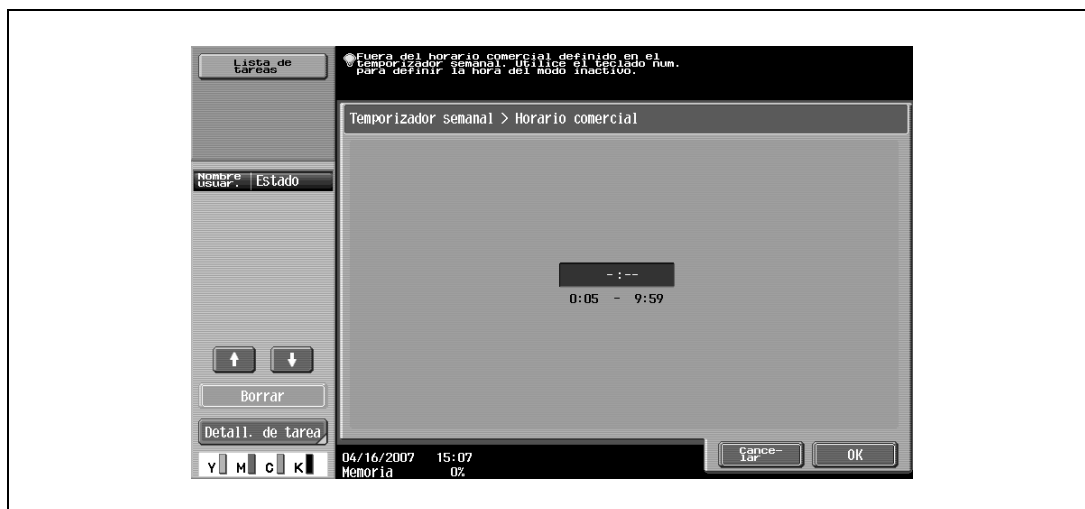 Lista de
tareas
Fuera del horario comercial definido en el
temporizador semanal. Utilice el teclado num.
para definir la hora del modo inactivo.
Temporizador semanal > Horario comercial
Nombre
usuar.
Estado
-:--
0:05 - 9:59
Borrar
Detall. de tarea
Y M C K
04/16/2007 15:07
Memoria 0%
Cance-
lar
OK